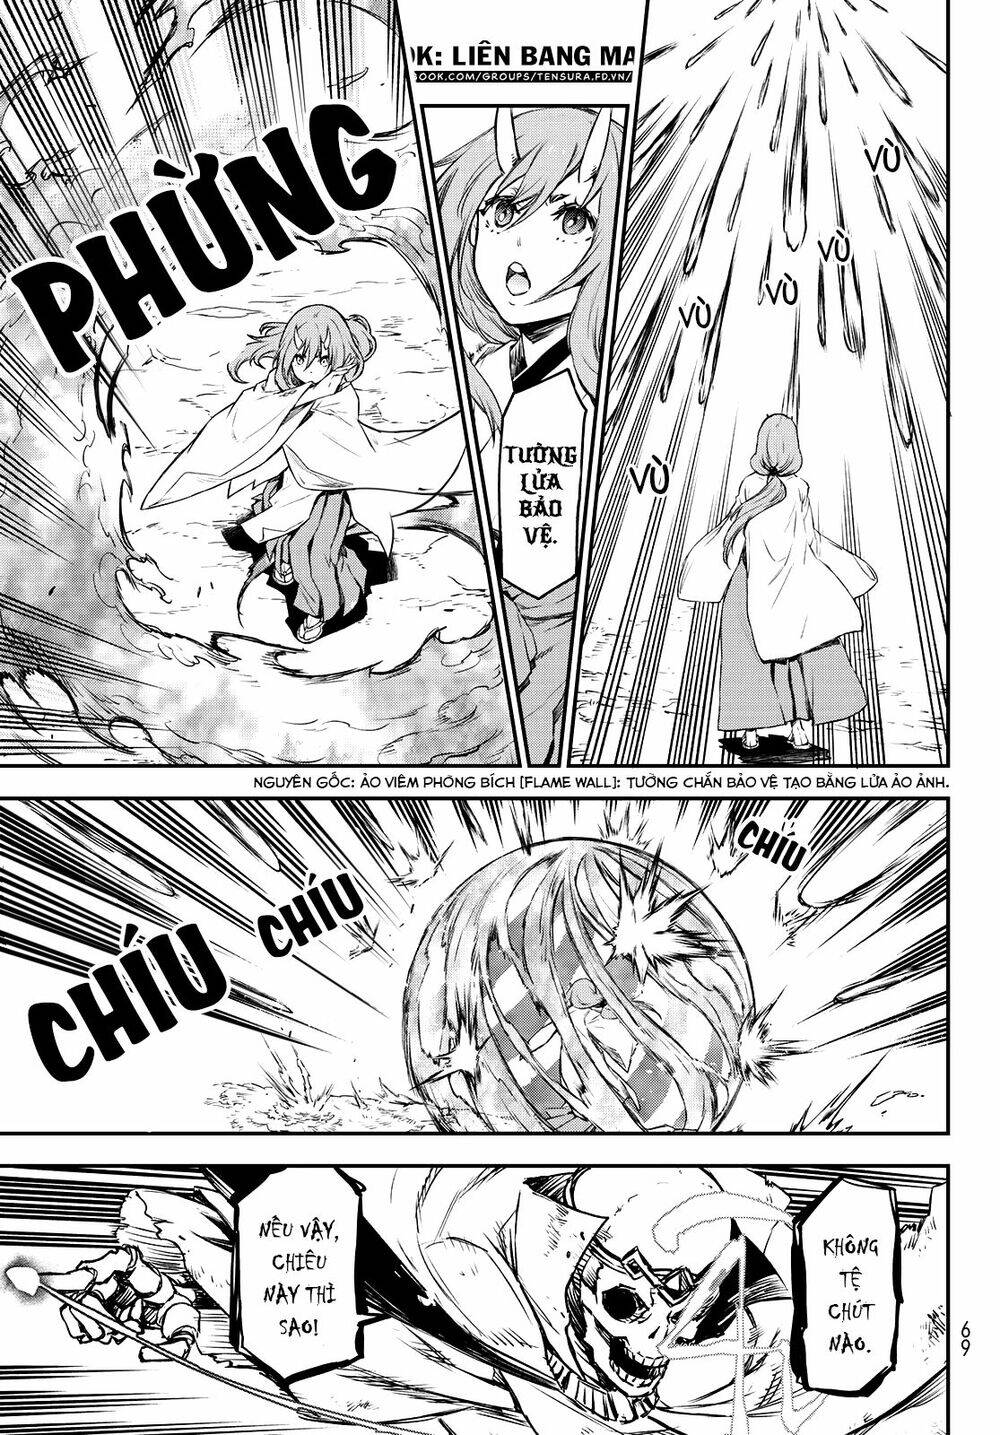 OK: LIÊN BANG MA
BOOK.COM/GROUPS/TENSURA.FD.VN/
VÙ
VÙ
VÙ
VÙ
VÙ
TƯỜNG
LỬA
BẢO
VỆ.
PHỪNG
NGUYÊN GỐC: ẢO VIÊM PHÒNG BÍCH [FLAME WALL]: TƯỜNG CHẮN BẢO VỆ TẠO BẰNG LỬA ẢO ẢNH.
CHÍU
CHÍU
CHÍU
KHÔNG
TỆ
CHÚT
NÀO.
NẾU VẬY,
CHIÊU
NÀY THÌ
SAO!
69